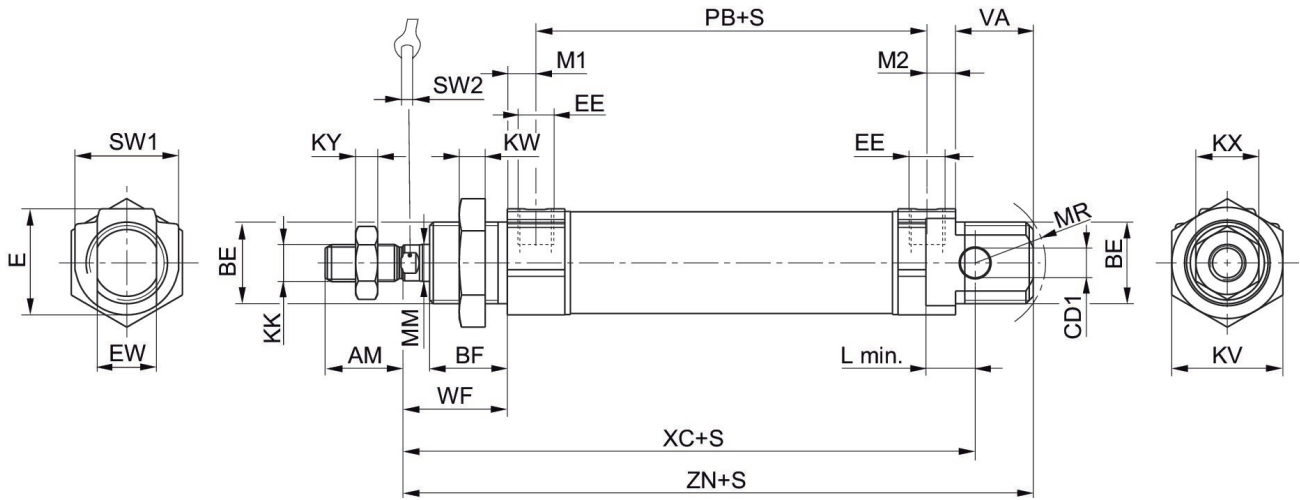 PB+S
VA
M1
M2
SW2
EE
SW1
KY
KW
EE
KX
MR
E
BE
BE
KK
MM
CD1
EW
AM
BF
L min.
KV
WF
XC+S
ZN+S